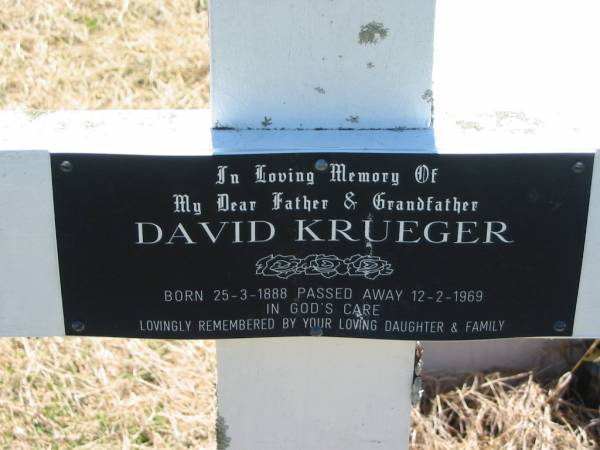 In Loving Memory Of
My Dear Father & Grandfather
DAVID KRUEGER
BORN 25-3-1888 PASSED AWAY 12-2-1969
IN GOD'S CARE
LOVINGLY REMEMBERED BY YOUR LOVING DAUGHTER & FAMILY